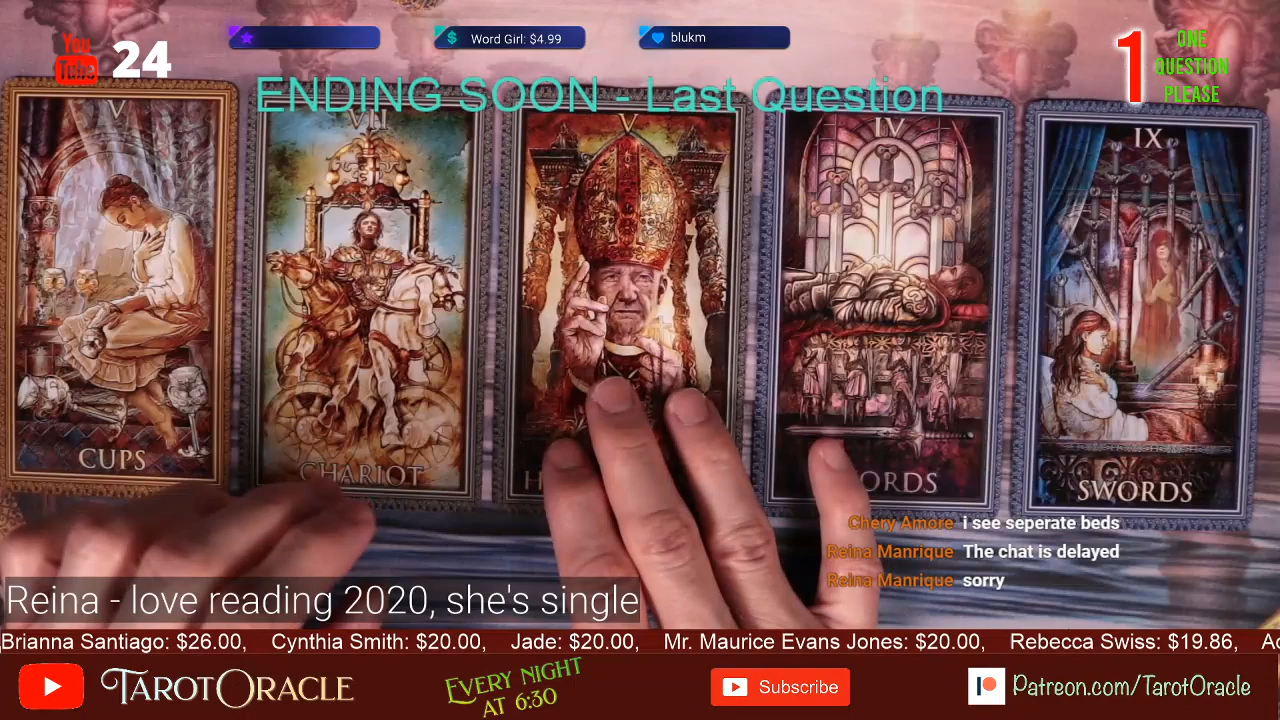 You
Tube
24
Word Girl: $4.99
blukm
1
ONE
QUESTION
PLEASE
ENDING SOON - Last Question
V
VII
V
IV
IX
CUPS
CHARIOT
H
ORDS
SWORDS
Chery Amore i see seperate beds
Reina Manrique The chat is delayed
Reina Manrique sorry
Reina - love reading 2020, she's single
Brianna Santiago: $26.00, Cynthia Smith: $20.00, Jade: $20.00, Mr. Maurice Evans Jones: $20.00, Rebecca Swiss: $19.86, Ad
TAROTORACLE
EVERY NIGHT
AT 6:30
Subscribe
Patreon.com/TarotOracle